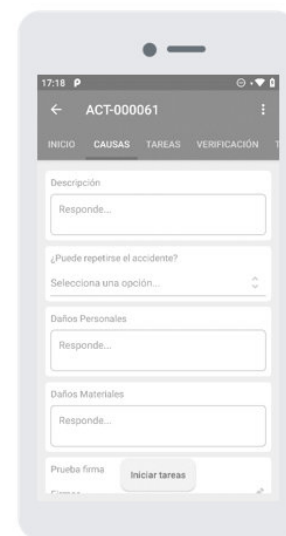 17:18
ACT-000061
INICIO CAUSAS TAREAS VERIFICACIÓN T
Descripción
Responde...
¿Puede repetirse el accidente?
Selecciona una opción...
Daños Personales
Responde...
Daños Materiales
Responde...
Prueba firma
Iniciar tareas